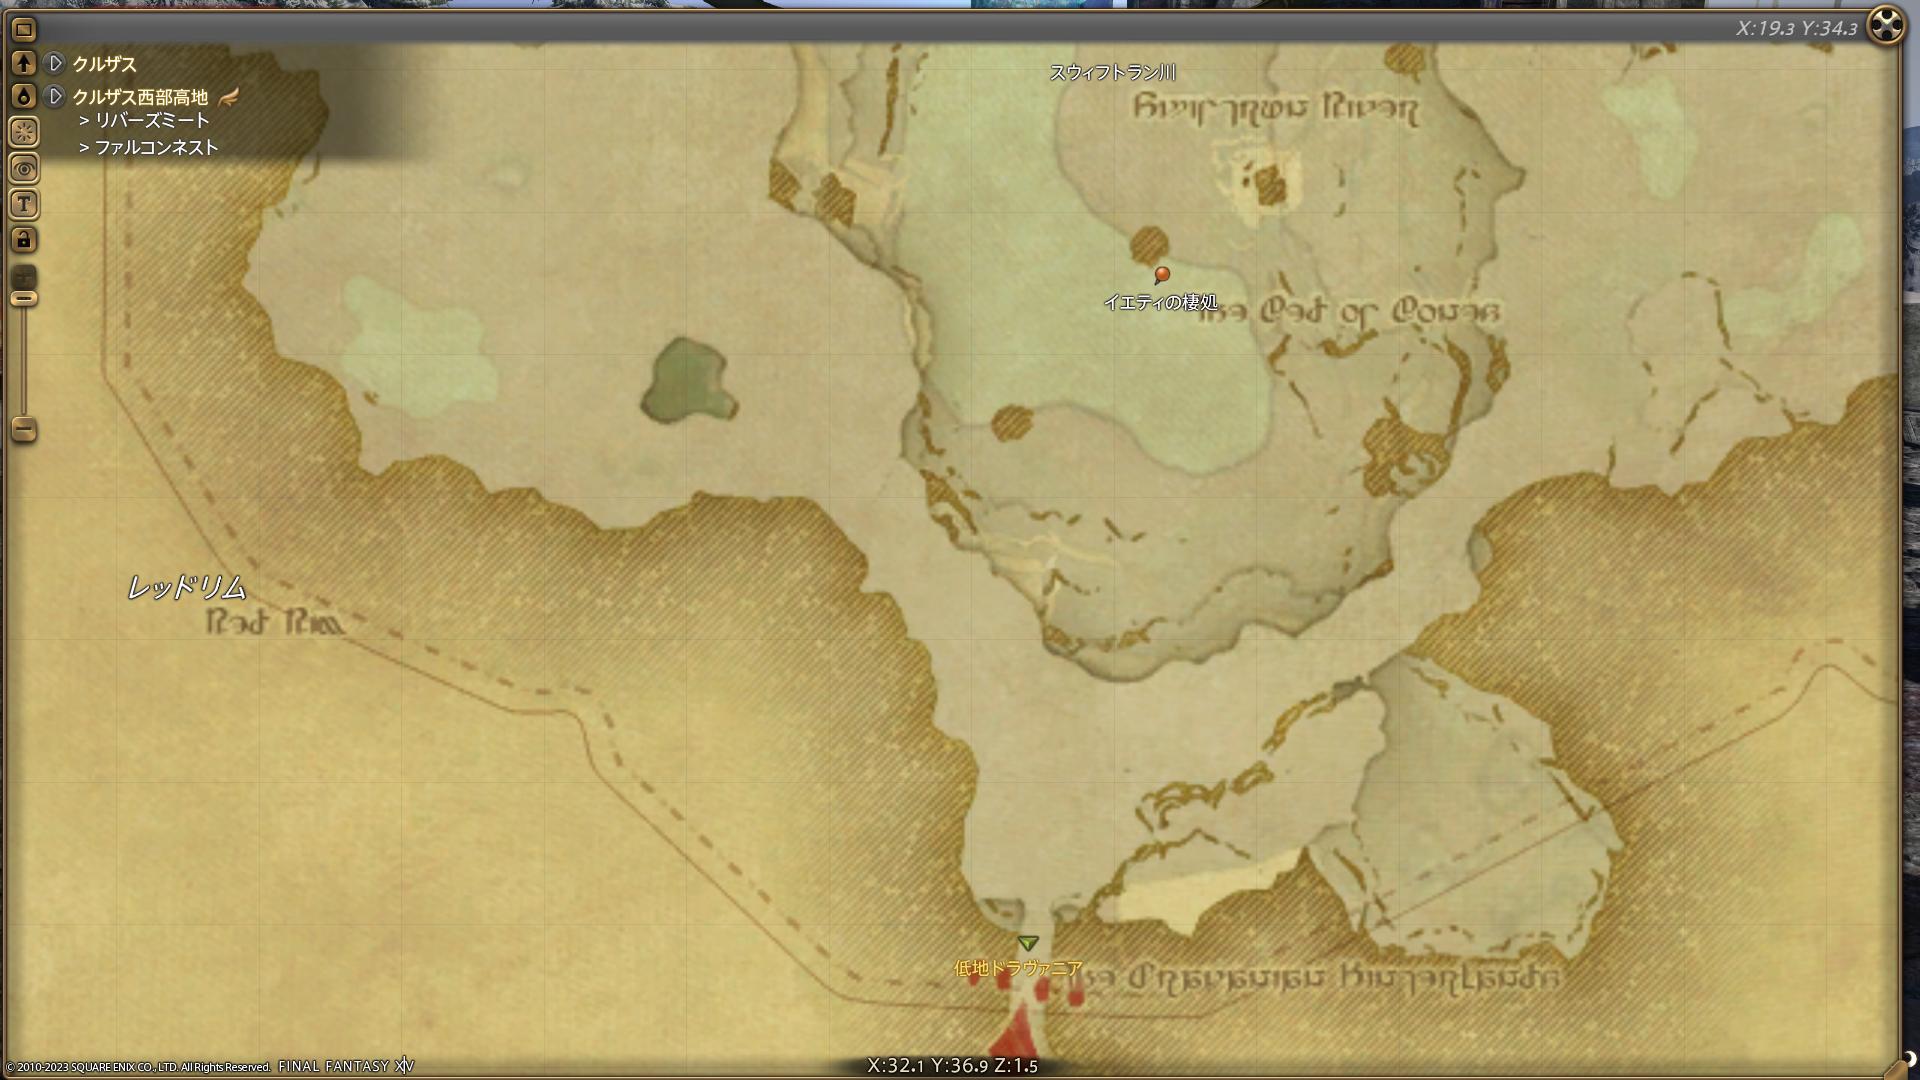 X:19.3 Y:34.3
クルザス
クルザス西部高地
> リバーズミート
> ファルコンネスト
スウィフトラン川
イエティの棲処
レッドリム
低地ドラヴァニア
© 2010-2023 SQUARE ENIX CO., LTD. All Rights Reserved. FINAL FANTASY XIV
X:32.1 Y:36.9 Z:1.5